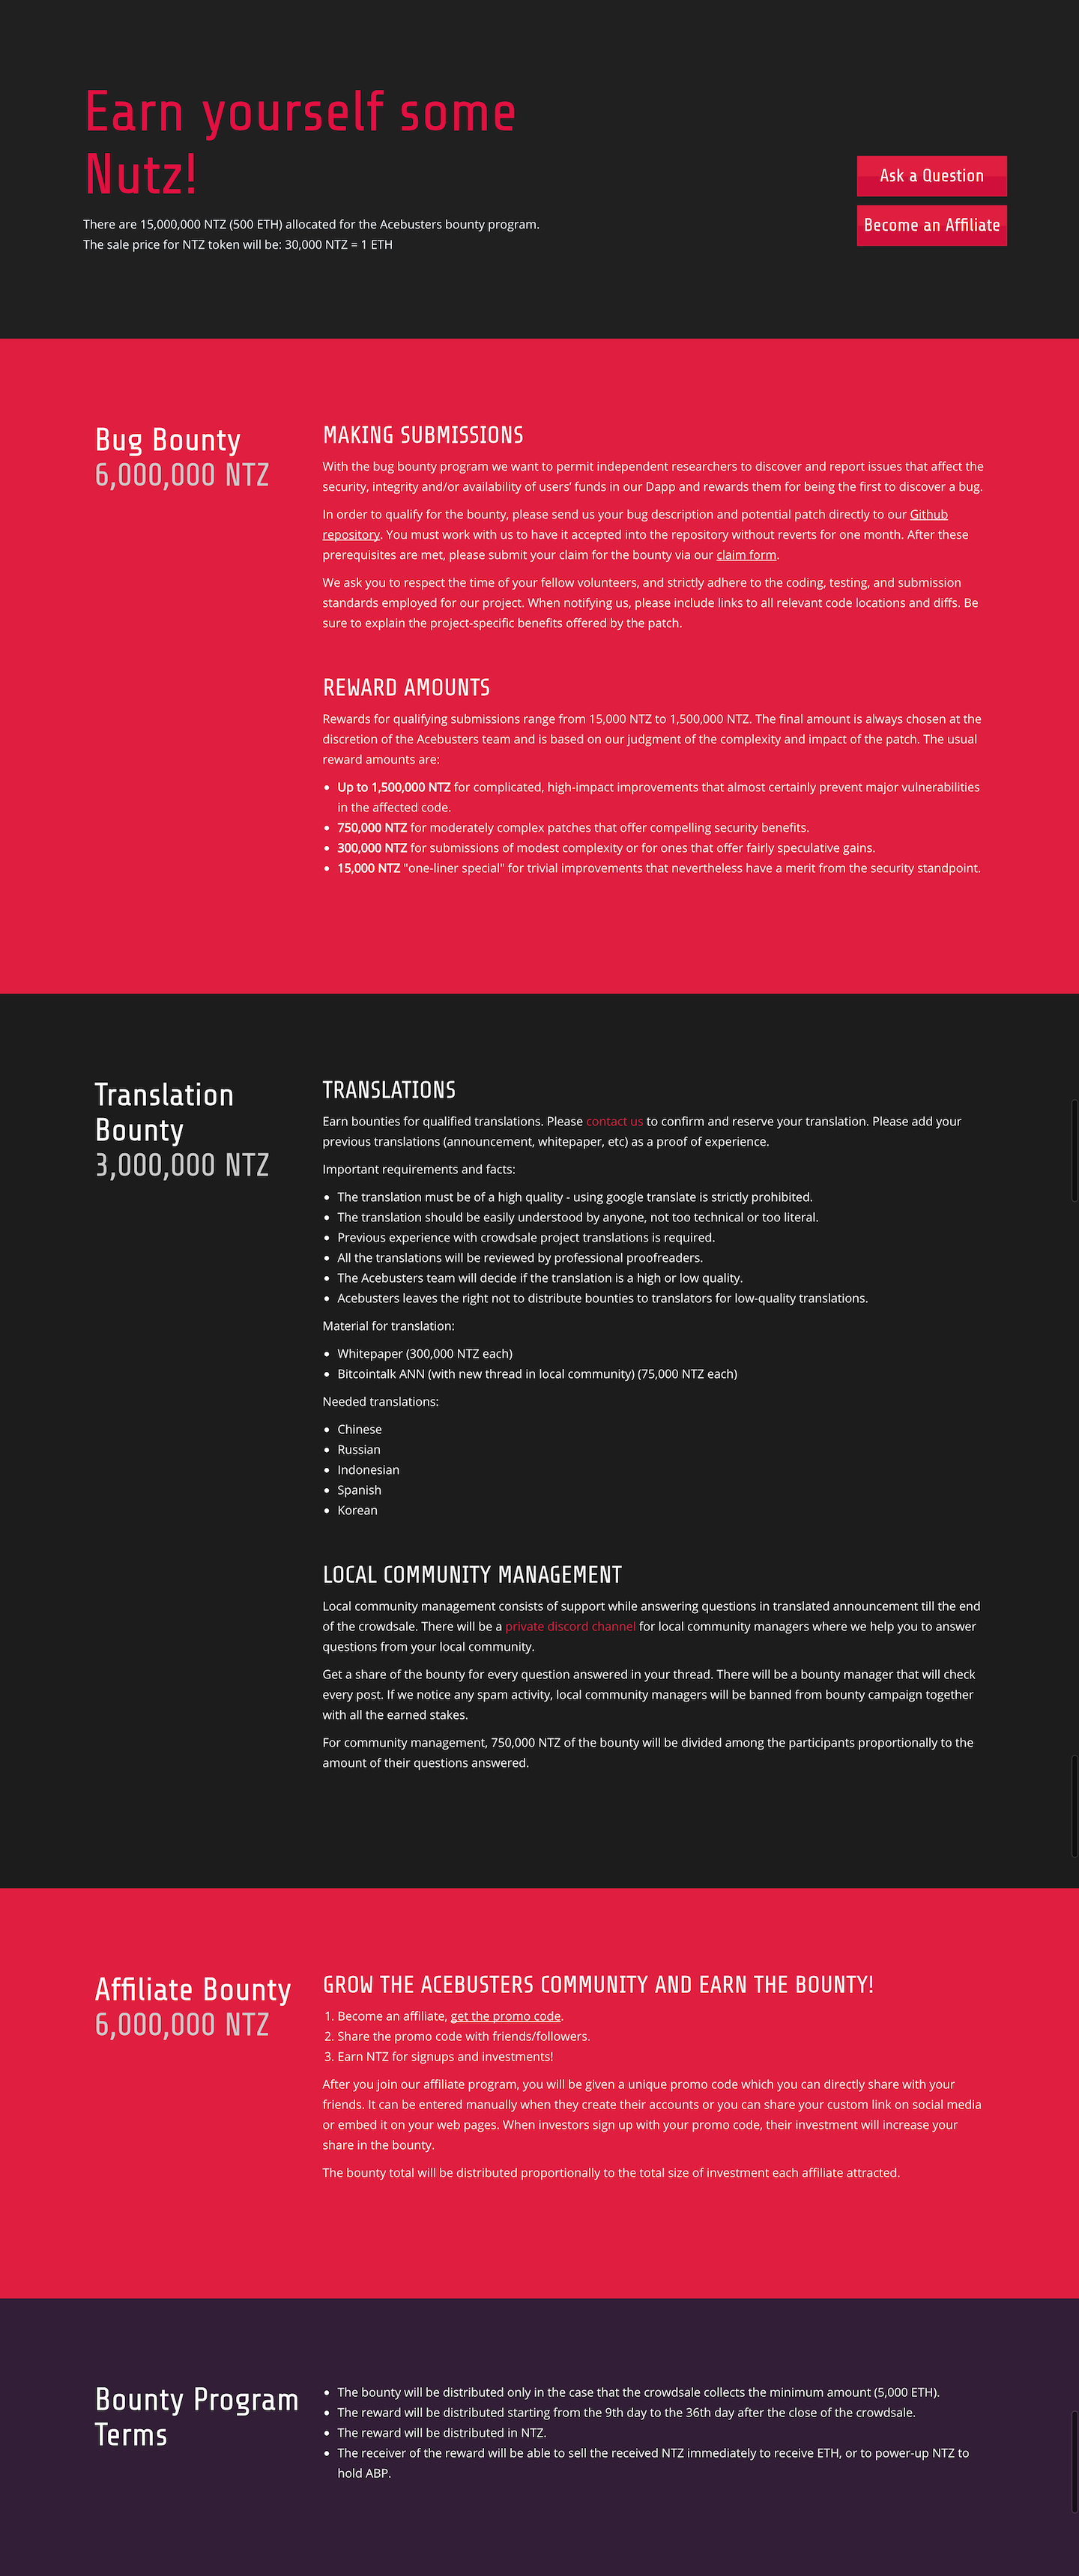 Earn yourself some
Nutz!
There are 15,000,000 NTZ (500 ETH) allocated for the Acebusters bounty program.
The sale price for NTZ token will be: 30,000 NTZ = 1 ETH
Ask a Question
Become an Affiliate
Bug Bounty
6,000,000 NTZ
MAKING SUBMISSIONS
With the bug bounty program we want to permit independent researchers to discover and report issues that affect the
security, integrity and/or availability of users’ funds in our Dapp and rewards them for being the first to discover a bug.
In order to qualify for the bounty, please send us your bug description and potential patch directly to our Github
repository. You must work with us to have it accepted into the repository without reverts for one month. After these
prerequisites are met, please submit your claim for the bounty via our claim form.
We ask you to respect the time of your fellow volunteers, and strictly adhere to the coding, testing, and submission
standards employed for our project. When notifying us, please include links to all relevant code locations and diffs. Be
sure to explain the project-specific benefits offered by the patch.
REWARD AMOUNTS
Rewards for qualifying submissions range from 15,000 NTZ to 1,500,000 NTZ. The final amount is always chosen at the
discretion of the Acebusters team and is based on our judgment of the complexity and impact of the patch. The usual
reward amounts are:
• Up to 1,500,000 NTZ for complicated, high-impact improvements that almost certainly prevent major vulnerabilities
in the affected code.
• 750,000 NTZ for moderately complex patches that offer compelling security benefits.
• 300,000 NTZ for submissions of modest complexity or for ones that offer fairly speculative gains.
• 15,000 NTZ "one-liner special" for trivial improvements that nevertheless have a merit from the security standpoint.
Translation
Bounty
3,000,000 NTZ
TRANSLATIONS
Earn bounties for qualified translations. Please contact us to confirm and reserve your translation. Please add your
previous translations (announcement, whitepaper, etc) as a proof of experience.
Important requirements and facts:
• The translation must be of a high quality - using google translate is strictly prohibited.
• The translation should be easily understood by anyone, not too technical or too literal.
• Previous experience with crowdsale project translations is required.
• All the translations will be reviewed by professional proofreaders.
• The Acebusters team will decide if the translation is a high or low quality.
• Acebusters leaves the right not to distribute bounties to translators for low-quality translations.
Material for translation:
• Whitepaper (300,000 NTZ each)
• Bitcointalk ANN (with new thread in local community) (75,000 NTZ each)
Needed translations:
• Chinese
• Russian
• Indonesian
• Spanish
• Korean
LOCAL COMMUNITY MANAGEMENT
Local community management consists of support while answering questions in translated announcement till the end
of the crowdsale. There will be a private discord channel for local community managers where we help you to answer
questions from your local community.
Get a share of the bounty for every question answered in your thread. There will be a bounty manager that will check
every post. If we notice any spam activity, local community managers will be banned from bounty campaign together
with all the earned stakes.
For community management, 750,000 NTZ of the bounty will be divided among the participants proportionally to the
amount of their questions answered.
Affiliate Bounty
6,000,000 NTZ
GROW THE ACEBUSTERS COMMUNITY AND EARN THE BOUNTY!
1. Become an affiliate, get the promo code.
2. Share the promo code with friends/followers.
3. Earn NTZ for signups and investments!
After you join our affiliate program, you will be given a unique promo code which you can directly share with your
friends. It can be entered manually when they create their accounts or you can share your custom link on social media
or embed it on your web pages. When investors sign up with your promo code, their investment will increase your
share in the bounty.
The bounty total will be distributed proportionally to the total size of investment each affiliate attracted.
Bounty Program
Terms
• The bounty will be distributed only in the case that the crowdsale collects the minimum amount (5,000 ETH).
• The reward will be distributed starting from the 9th day to the 36th day after the close of the crowdsale.
• The reward will be distributed in NTZ.
• The receiver of the reward will be able to sell the received NTZ immediately to receive ETH, or to power-up NTZ to
hold ABP.